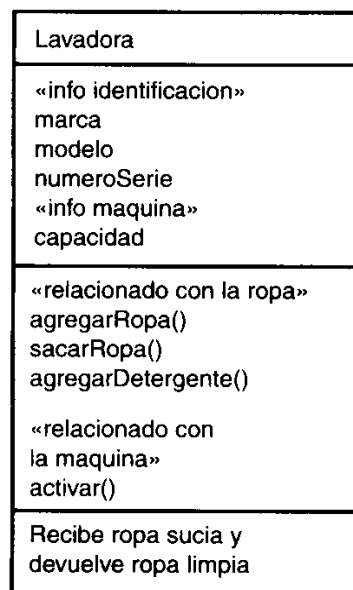 Lavadora
«info identificacion»
marca
modelo
numeroSerie
«info maquina»
capacidad
«relacionado con la ropa»
agregarRopa()
sacarRopa()
agregarDetergente()
«relacionado con
la maquina»
activar()
Recibe ropa sucia y
devuelve ropa limpia